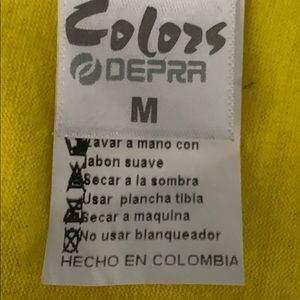 Colors
DEPRA
M
Lavar a mano con
jabon suave
Secar a la sombra
Usar plancha tibia
Secar a maquina
No usar blanqueador
HECHO EN COLOMBIA